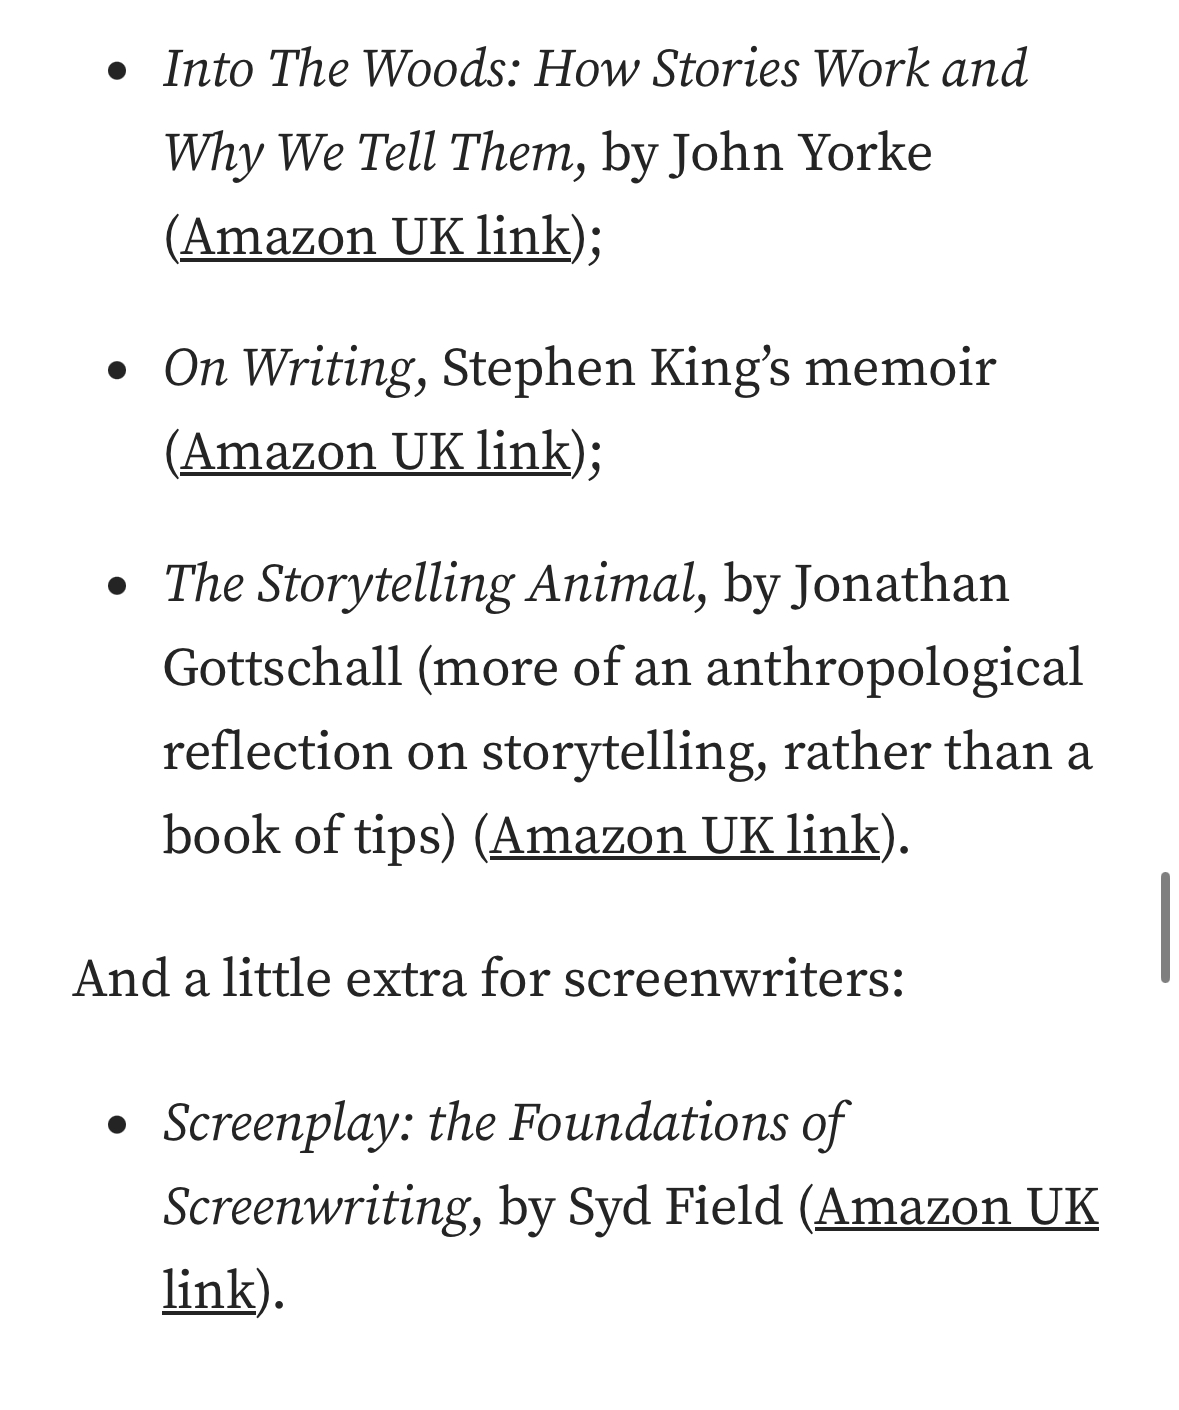 • Into The Woods: How Stories Work and
Why We Tell Them, by John Yorke
(Amazon UK link);
• On Writing, Stephen King’s memoir
(Amazon UK link);
• The Storytelling Animal, by Jonathan
Gottschall (more of an anthropological
reflection on storytelling, rather than a
book of tips) (Amazon UK link).
And a little extra for screenwriters:
• Screenplay: the Foundations of
Screenwriting, by Syd Field (Amazon UK
link).